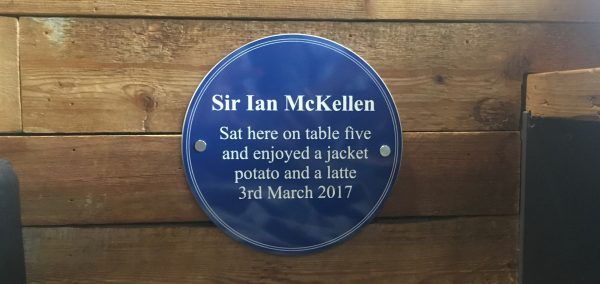 Sir Ian McKellen
Sat here on table five
and enjoyed a jacket
potato and a latte
3rd March 2017